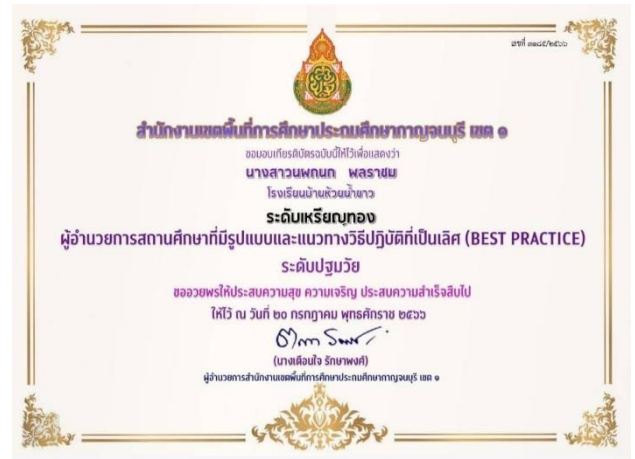 เลขที่ ๓๑๘๕/๒๕๖๖
สำนักงานเขตพื้นที่การศึกษาประถมศึกษากาญจนบุรี เขต ๑
ขอมอบเกียรติบัตรฉบับนี้ให้ไว้เพื่อแสดงว่า
นางสาวนพถนก พลราชม
โรงเรียนบ้านห้วยน้ำขาว
ระดับเหรียญทอง
ผู้อำนวยการสถานศึกษาที่มีรูปแบบและแนวทางวิธีปฏิบัติที่เป็นเลิศ (BEST PRACTICE)
ระดับปฐมวัย
ขออวยพรให้ประสบความสุข ความเจริญ ประสบความสำเร็จสืบไป
ให้ไว้ ณ วันที่ ๒๐ กรกฎาคม พุทธศักราช ๒๕๖๖
(นางเตือนใจ รักษาพงศ์)
ผู้อำนวยการสำนักงานเขตพื้นที่การศึกษาประถมศึกษากาญจนบุรี เขต ๑